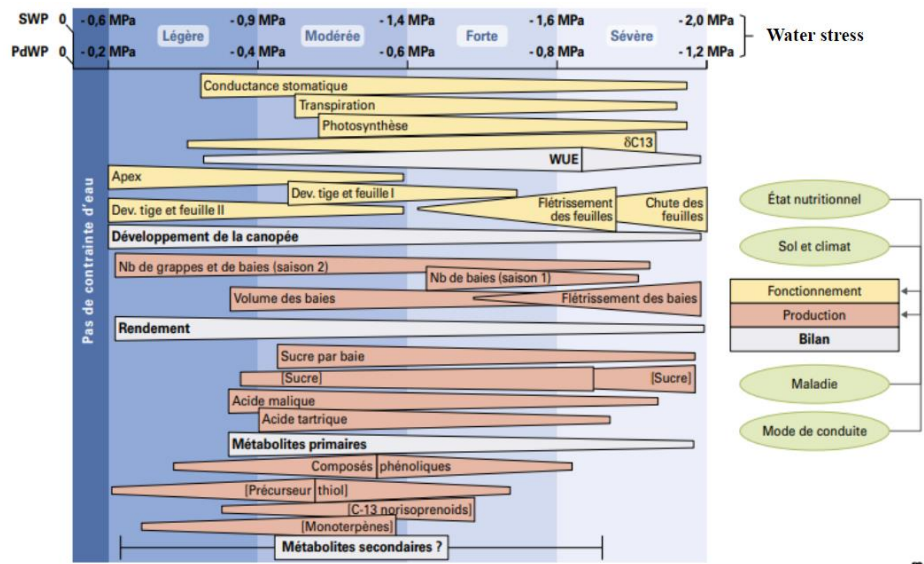 SWP 0 - 0,6 MPa - 0,9 MPa - 1,4 MPa - 1,6 MPa - 2,0 MPa
Légère Modérée Forte Sévère
Water stress
PdWP 0 - 0,2 MPa - 0,4 MPa - 0,6 MPa - 0,8 MPa - 1,2 MPa
Pas de contrainte d'eau
Conductance stomatique
Transpiration
Photosynthèse
δC13
WUE
Apex
Dev. tige et feuille I
Dev. tige et feuille II
Flétrissement
des feuilles
Chute des
feuilles
Développement de la canopée
Nb de grappes et de baies (saison 2)
Nb de baies (saison 1)
Volume des baies
Flétrissement des baies
Rendement
Sucre par baie
[Sucre]
[Sucre]
Acide malique
Acide tartrique
Métabolites primaires
Composés phénoliques
[Précurseur thiol]
[C-13 norisoprenoids]
[Monoterpènes]
Métabolites secondaires ?
État nutritionnel
Sol et climat
Fonctionnement
Production
Bilan
Maladie
Mode de conduite